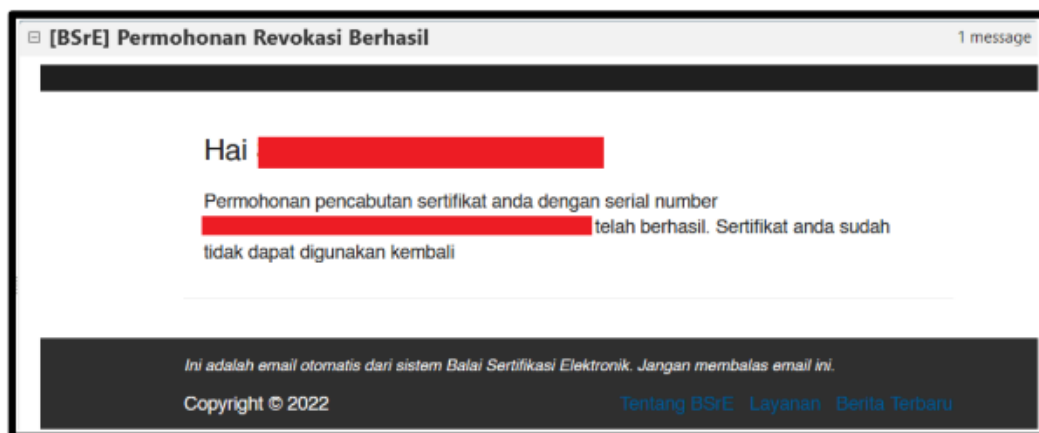 [BSrE] Permohonan Revokasi Berhasil 1 message
Hai
Permohonan pencabutan sertifikat anda dengan serial number
telah berhasil. Sertifikat anda sudah
tidak dapat digunakan kembali
Ini adalah email otomatis dari sistem Balai Sertifikasi Elektronik. Jangan membalas email ini.
Copyright © 2022 Tentang BSrE Layanan Berita Terbaru